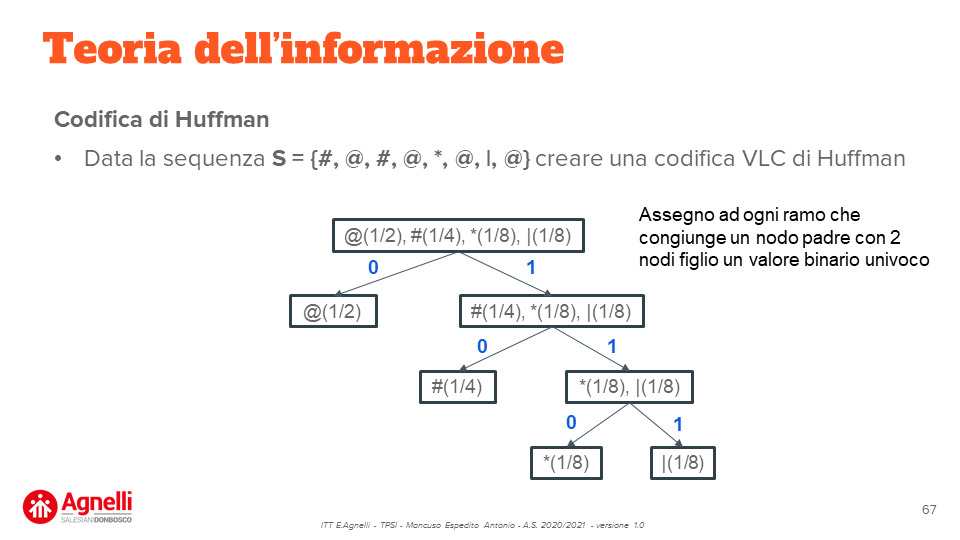 Teoria dell'informazione
Codifica di Huffman
• Data la sequenza S = {#, @, #, @, *, @, |, @} creare una codifica VLC di Huffman
Assegno ad ogni ramo che
congiunge un nodo padre con 2
nodi figlio un valore binario univoco
@(1/2), #(1/4), *(1/8), |(1/8)
0
1
@(1/2)
#(1/4), *(1/8), |(1/8)
0
1
#(1/4)
*(1/8), |(1/8)
0
1
*(1/8)
|(1/8)
Agnelli
SALESIANIDONBOSCO
ITT E.Agnelli - TPSI - Mancuso Espedito Antonio - A.S. 2020/2021 - versione 1.0
67